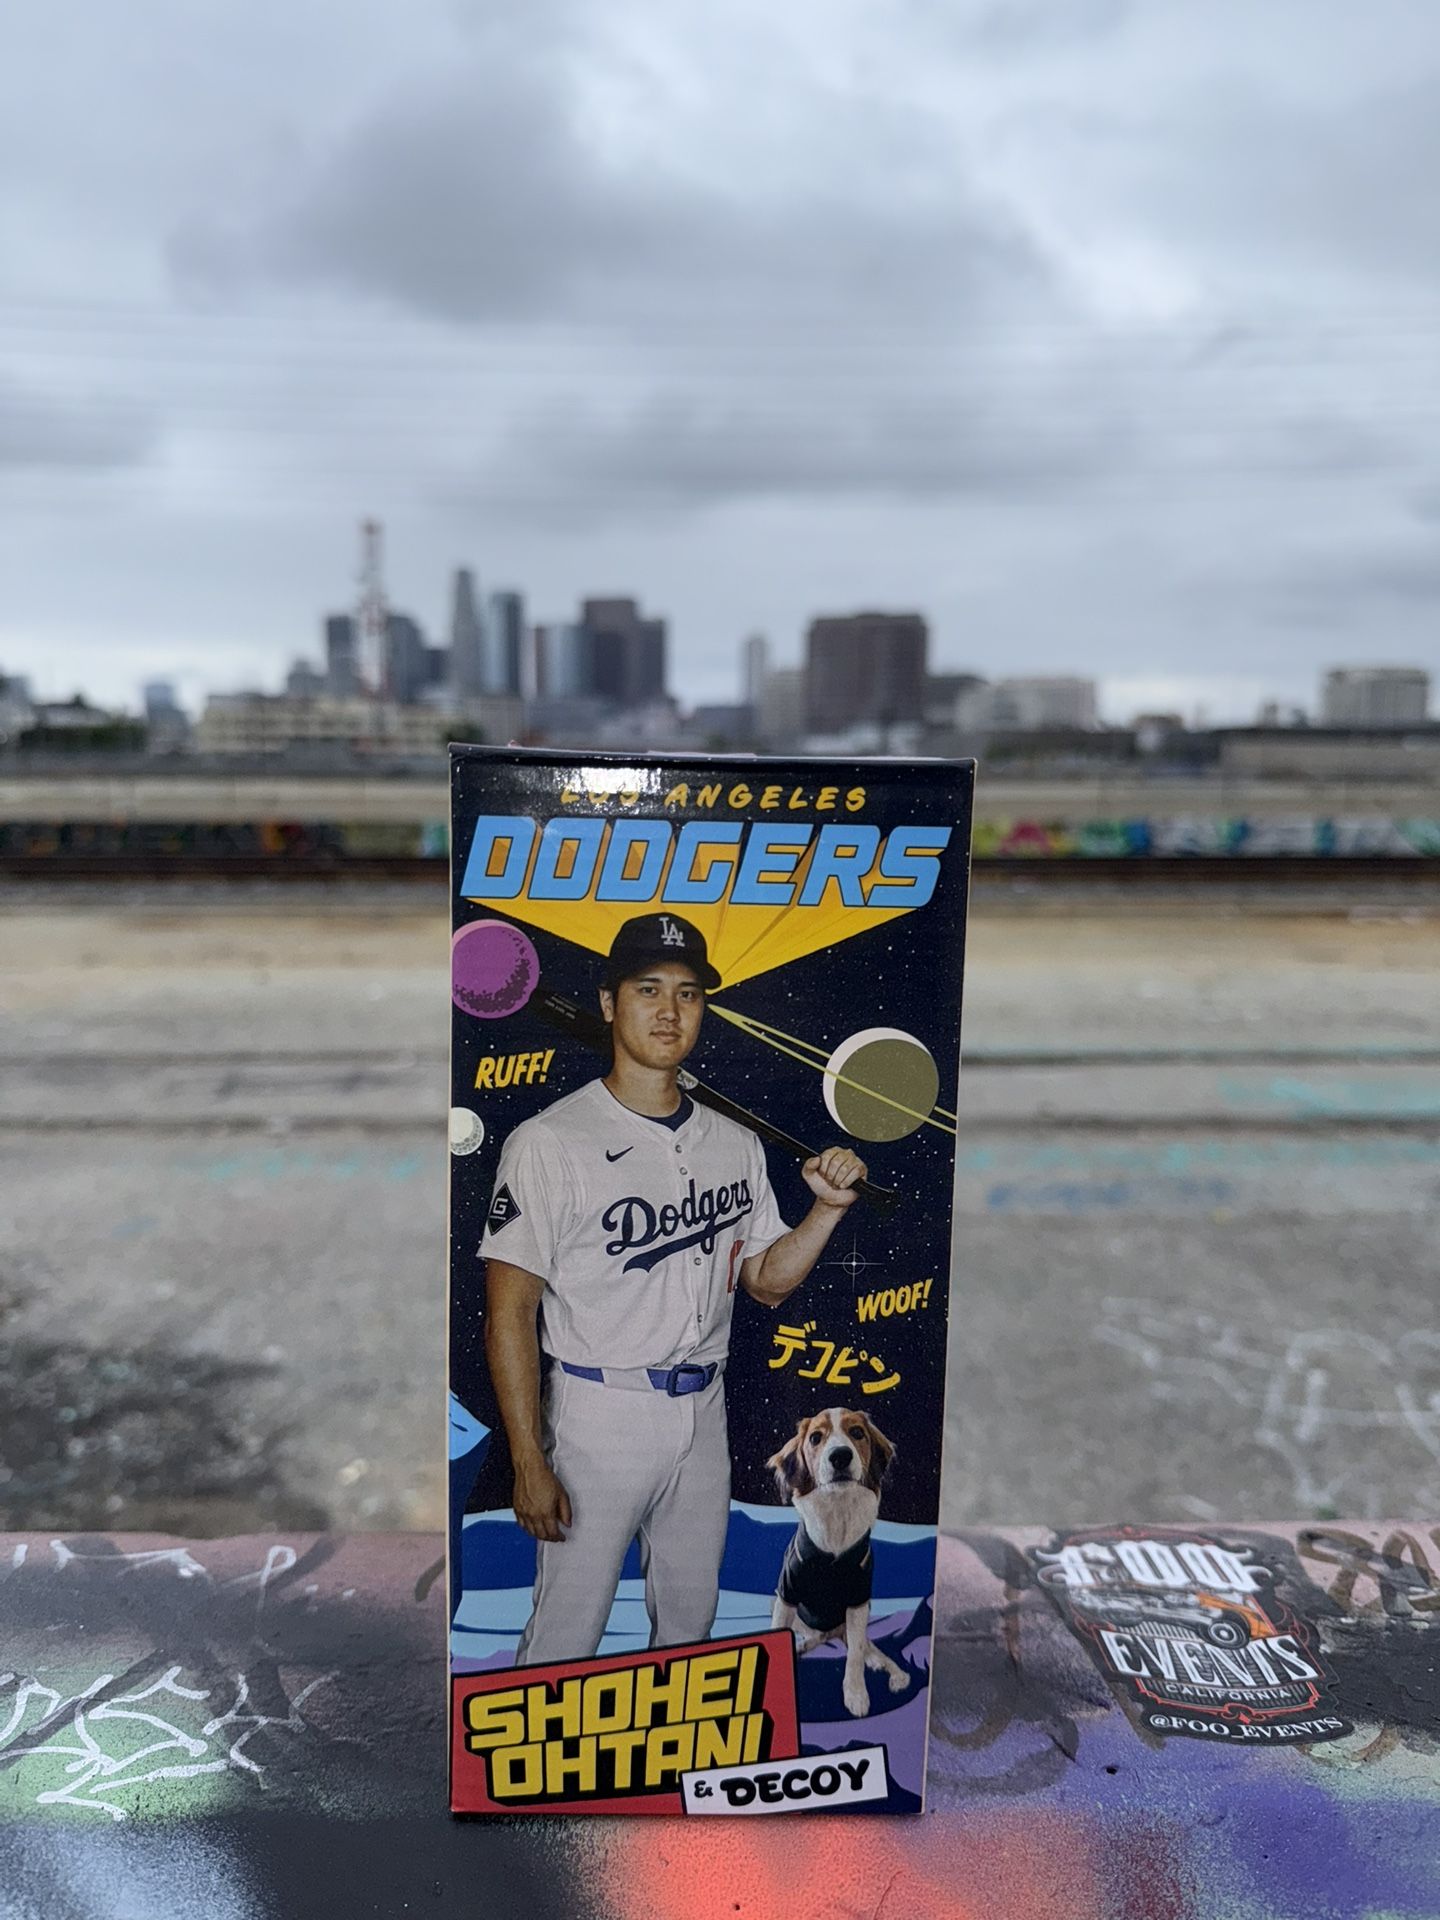 LOS ANGELES
DODGERS
LA
RUFF!
Dodgers
G
WOOF!
デコピン
SHOHEI
OHTANI
& DECOY
FOO
EVENTS
CALIFORNIA
@FOO_EVENTS